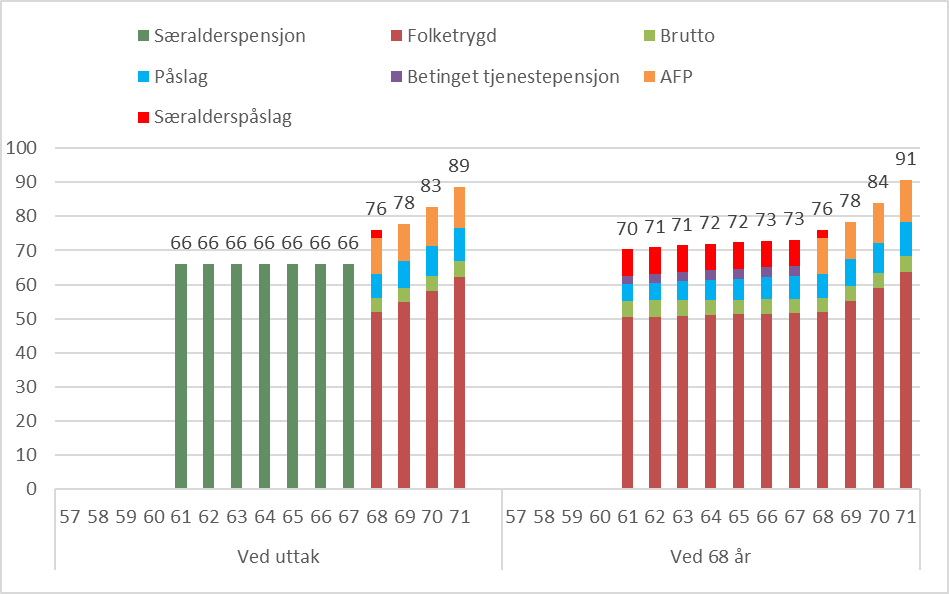 Særalderspensjon Folketrygd Brutto
Påslag Betinget tjenestepensjon AFP
Særalderspåslag
100
90
80
70
60
50
40
30
20
10
0
66 66 66 66 66 66 66 76 78 83 89
70 71 71 72 72 73 73 76 78 84 91
57 58 59 60 61 62 63 64 65 66 67 68 69 70 71 57 58 59 60 61 62 63 64 65 66 67 68 69 70 71
Ved uttak Ved 68 år